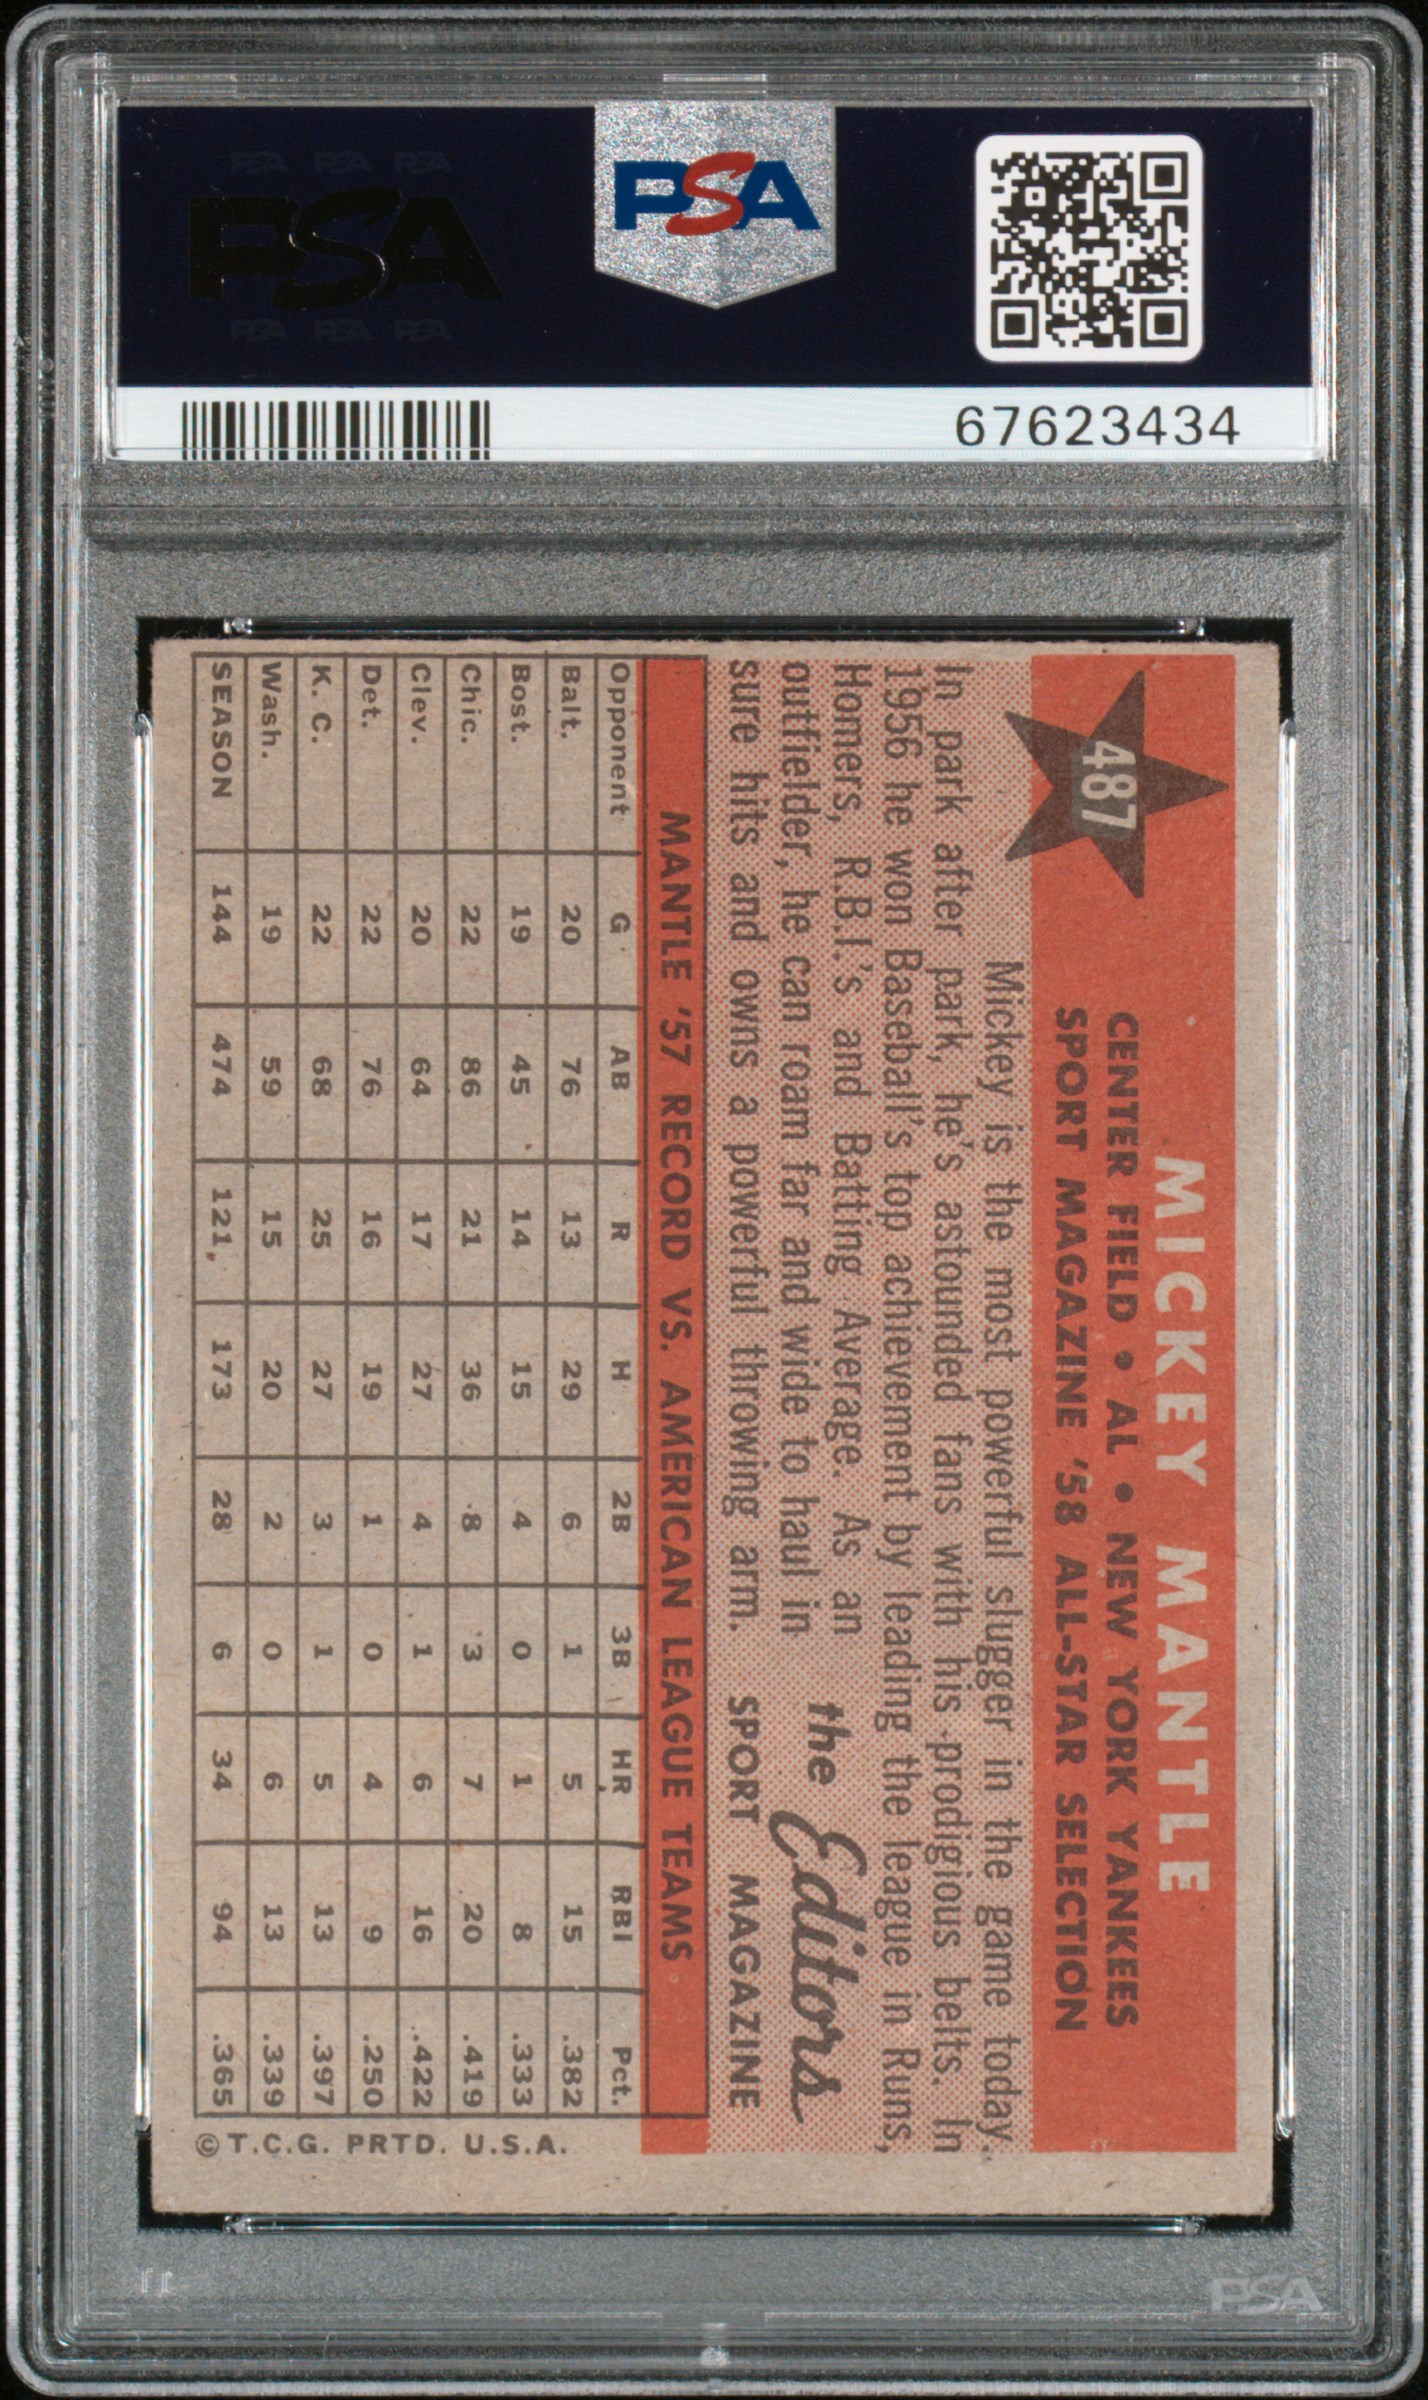 PSA PSA PSA
PSA
PSA PSA PSA
PSA
67623434
487
MICKEY MANTLE
CENTER FIELD • AL • NEW YORK YANKEES
SPORT MAGAZINE '58 ALL-STAR SELECTION
Mickey is the most powerful slugger in the game today.
In park after park, he's astounded fans with his prodigious belts. In
1956 he won Baseball's top achievement by leading the league in Runs,
Homers, R.B.I.'s and Batting Average. As an
outfielder, he can roam far and wide to haul in
sure hits and owns a powerful throwing arm.
the Editors
SPORT MAGAZINE
MANTLE '57 RECORD VS. AMERICAN LEAGUE TEAMS
Opponent G AB R H 2B 3B HR RBI Pct.
Balt. 20 76 13 29 6 1 5 15 .382
Bost. 19 45 14 15 4 0 1 8 .333
Chic. 22 86 21 36 8 3 7 20 .419
Clev. 20 64 17 27 4 1 6 16 .422
Det. 22 76 16 19 1 0 4 9 .250
K. C. 22 68 25 27 3 1 5 13 .397
Wash. 19 59 15 20 2 0 6 13 .339
SEASON 144 474 121 173 28 6 34 94 .365
© T.C.G. PRTD. U.S.A.
PSA